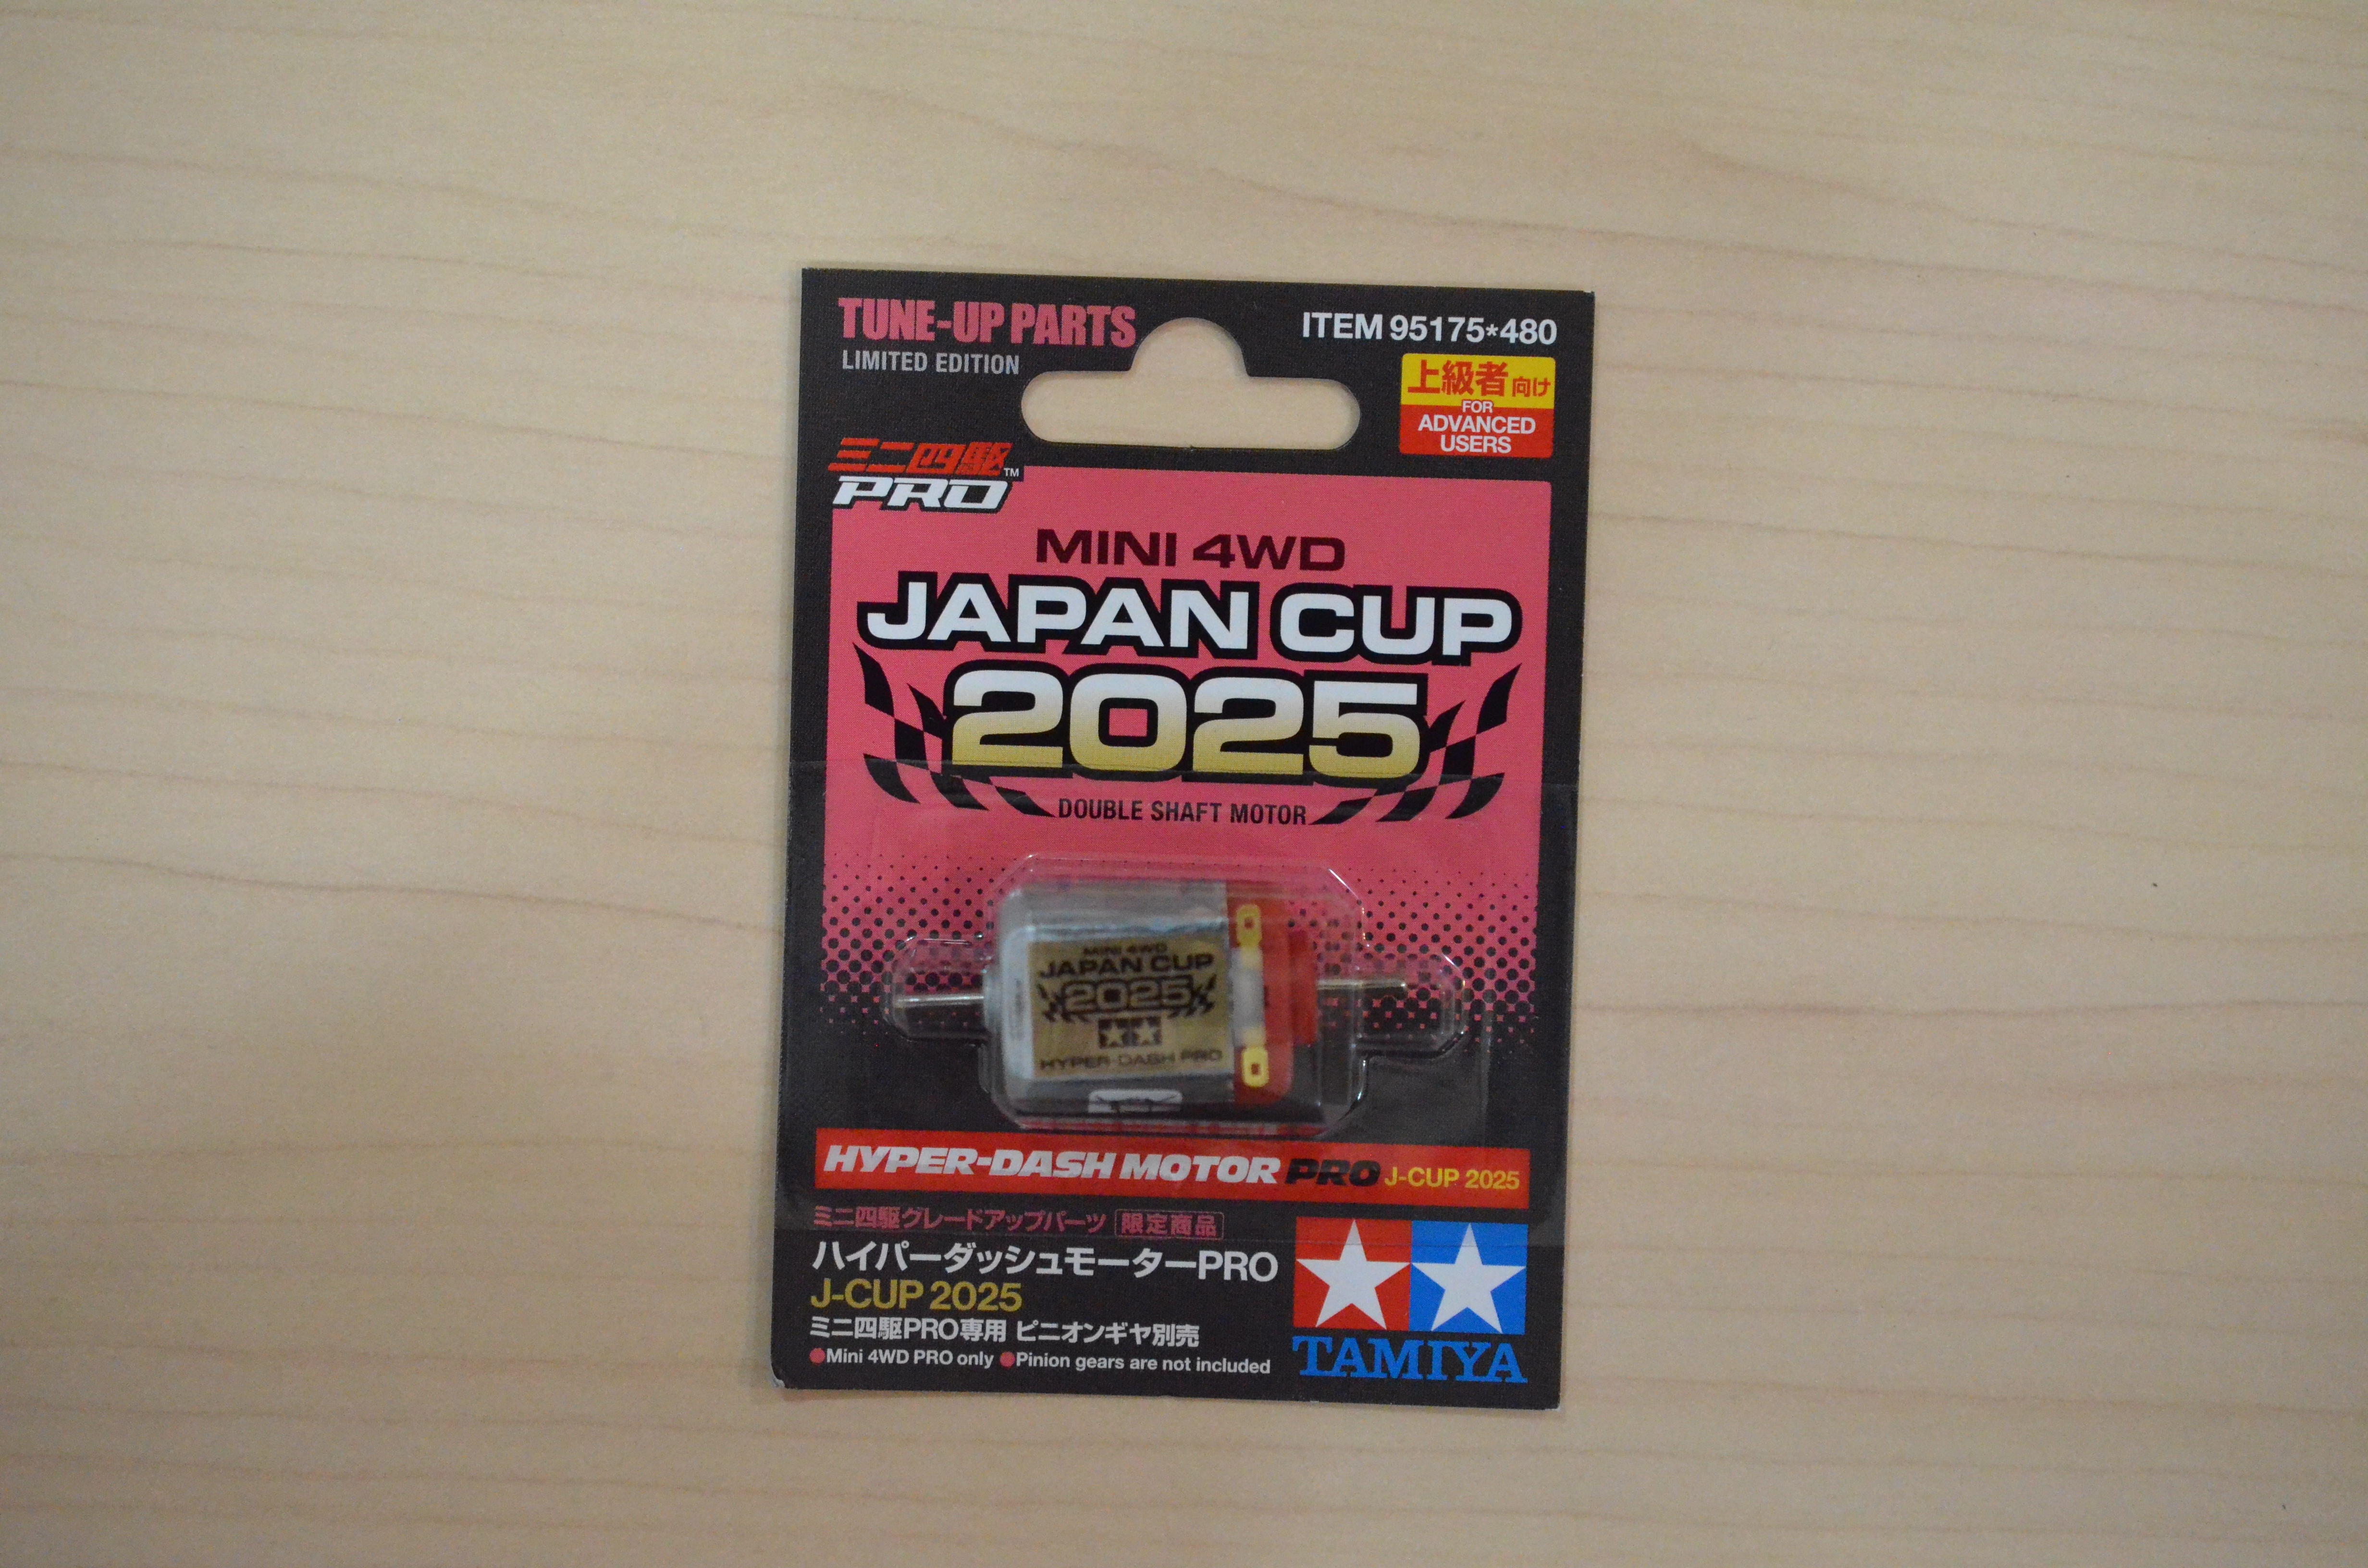 TUNE-UP PARTS
LIMITED EDITION
ITEM 95175*480
上級者向け
FOR
ADVANCED
USERS
ミニ四駆™
PRO
MINI 4WD
JAPAN CUP
2025
DOUBLE SHAFT MOTOR
MINI 4WD
JAPAN CUP
2025
HYPER-DASH PRO
HYPER-DASH MOTOR PRO J-CUP 2025
ミニ四駆グレードアップパーツ 限定商品
ハイパーダッシュモーターPRO
J-CUP 2025
ミニ四駆PRO専用 ピニオンギヤ別売
●Mini 4WD PRO only ●Pinion gears are not included
TAMIYA